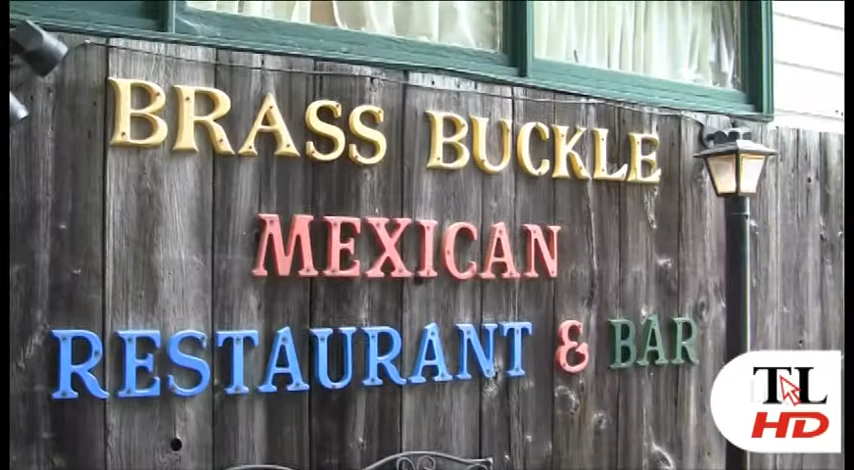 BRASS BUCKLE
MEXICAN
RESTAURANT & BAR
TL
HD